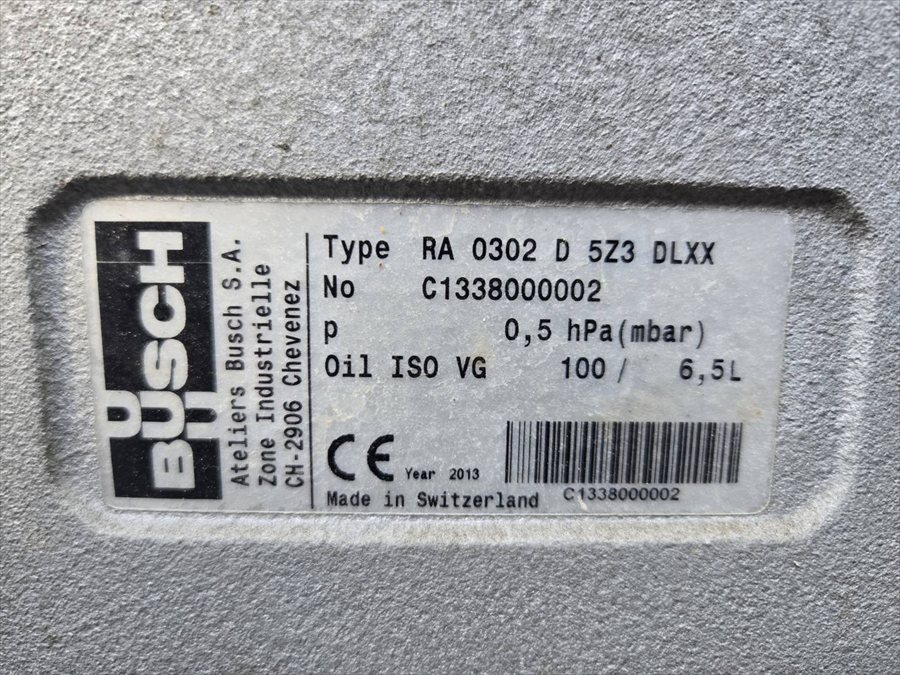 BUSCH
Ateliers Busch S.A.
Zone Industrielle
CH-2906 Chevenez
Type RA 0302 D 5Z3 DLXX
No C1338000002
p 0,5 hPa(mbar)
Oil ISO VG 100 / 6,5L
CE Year 2013
Made in Switzerland
C1338000002